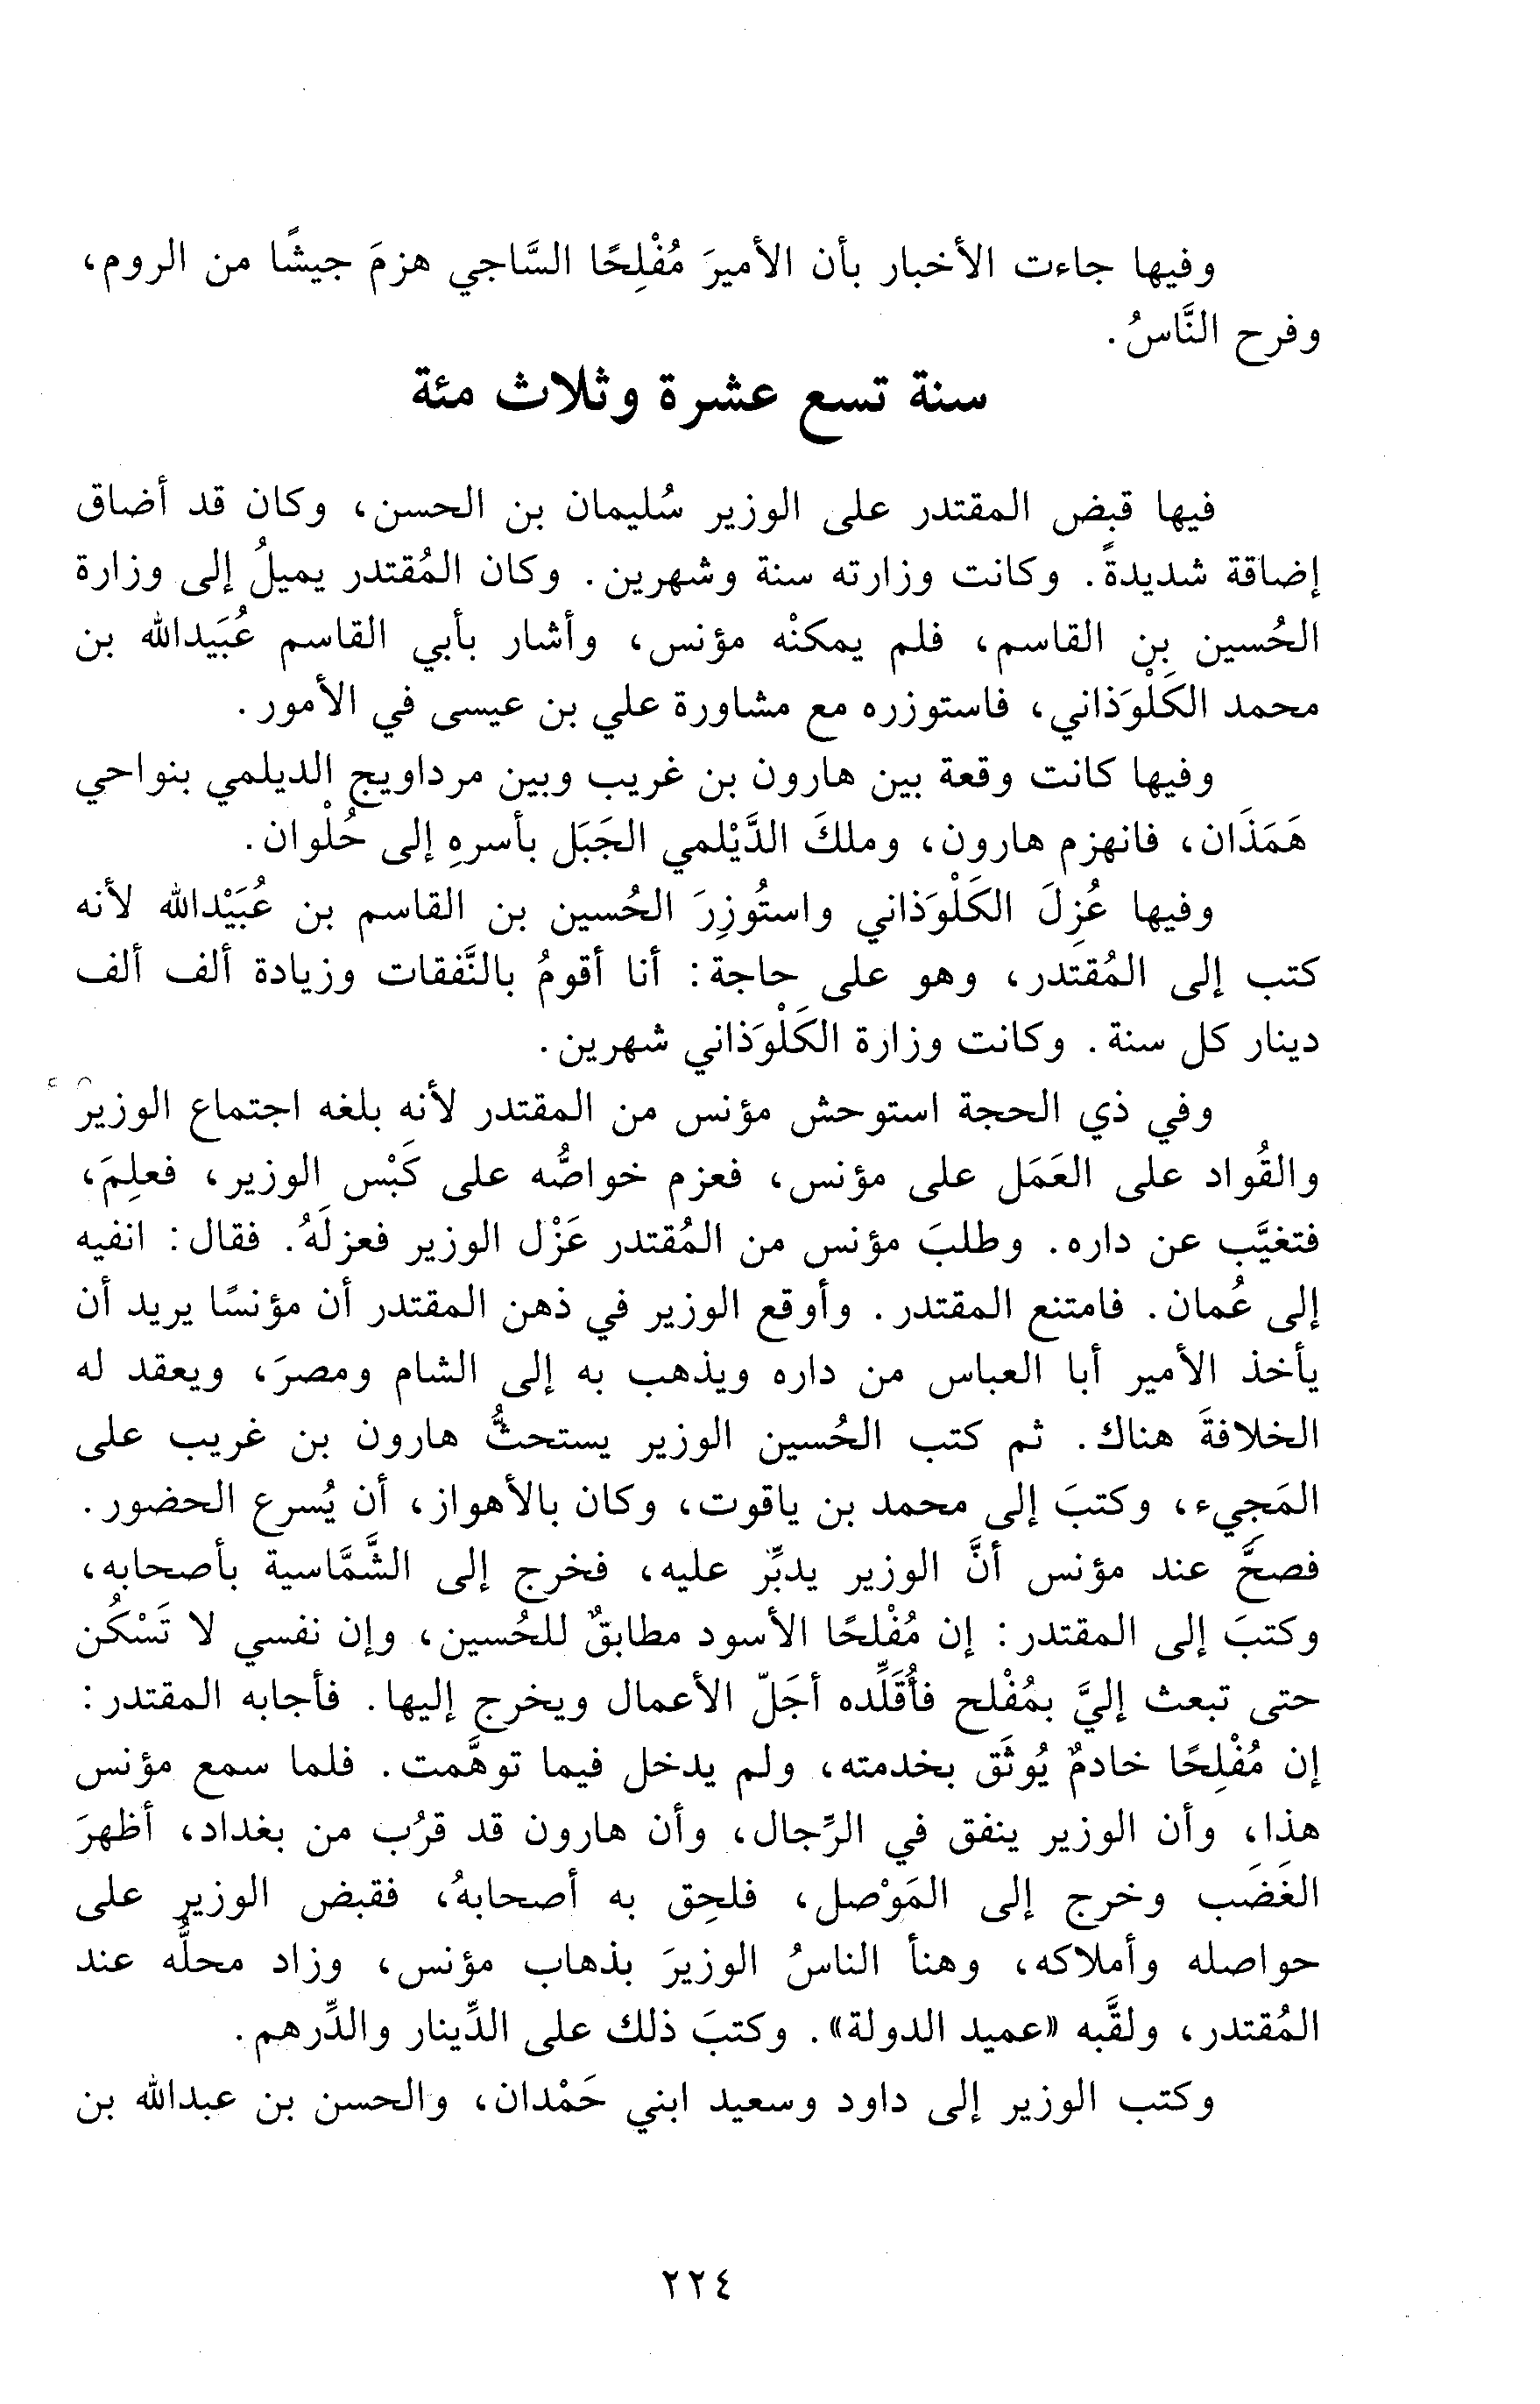 وفيها جاءت الأخبار بأن الأميرَ مُفْلِحًا السَّاجي هزمَ جيشًا من الروم،
وفرح النَّاسُ.
سنة تسع عشرة وثلاث مئة
فيها قبض المقتدر على الوزير سُليمان بن الحسن، وكان قد أضاق
إضاقة شديدةً. وكانت وزارته سنة وشهرين. وكان المُقتدر يميلُ إلى وزارة
الحُسين بن القاسم، فلم يمكنْه مؤنس، وأشار بأبي القاسم عُبَيدالله بن
محمد الكَلْوَذاني، فاستوزره مع مشاورة علي بن عيسى في الأمور.
وفيها كانت وقعة بين هارون بن غريب وبين مرداويج الديلمي بنواحي
هَمَذَان، فانهزم هارون، وملكَ الدَّيْلمي الجَبَل بأسرهِ إلى حُلْوان.
وفيها عُزِلَ الكَلْوَذاني واستُوزِرَ الحُسين بن القاسم بن عُبَيْدالله لأنه
كتب إلى المُقتدر، وهو على حاجة: أنا أقومُ بالنَّفقات وزيادة ألف ألف
دينار كل سنة. وكانت وزارة الكَلْوَذاني شهرين.
وفي ذي الحجة استوحش مؤنس من المقتدر لأنه بلغه اجتماع الوزير
والقُواد على العَمَل على مؤنس، فعزم خواصُّه على كَبْس الوزير، فعلِمَ،
فتغيَّب عن داره. وطلبَ مؤنس من المُقتدر عَزْل الوزير فعزلَهُ. فقال: انفيه
إلى عُمان. فامتنع المقتدر. وأوقع الوزير في ذهن المقتدر أن مؤنسًا يريد أن
يأخذ الأمير أبا العباس من داره ويذهب به إلى الشام ومصرَ، ويعقد له
الخلافةَ هناك. ثم كتب الحُسين الوزير يستحثُّ هارون بن غريب على
المَجِيء، وكتبَ إلى محمد بن ياقوت، وكان بالأهواز، أن يُسرع الحضور.
فصحَّ عند مؤنس أنَّ الوزير يدبِّر عليه، فخرج إلى الشَّمَّاسية بأصحابه،
وكتبَ إلى المقتدر: إن مُفْلحًا الأسود مطابقٌ للحُسين، وإن نفسي لا تَسْكُن
حتى تبعث إليَّ بمُفْلح فأُقَلِّده أجَلّ الأعمال ويخرج إليها. فأجابه المقتدر:
إن مُفْلِحًا خادمٌ يُوثَق بخدمته، ولم يدخل فيما توهَّمت. فلما سمع مؤنس
هذا، وأن الوزير ينفق في الرِّجال، وأن هارون قد قرُب من بغداد، أظهرَ
الغَضَب وخرج إلى المَوْصل، فلحِق به أصحابهُ، فقبض الوزير على
حواصله وأملاكه، وهنأ الناسُ الوزيرَ بذهاب مؤنس، وزاد محلُّه عند
المُقتدر، ولقَّبه «عميد الدولة». وكتبَ ذلك على الدِّينار والدِّرهم.
وكتب الوزير إلى داود وسعيد ابني حَمْدان، والحسن بن عبدالله بن
٢٢٤